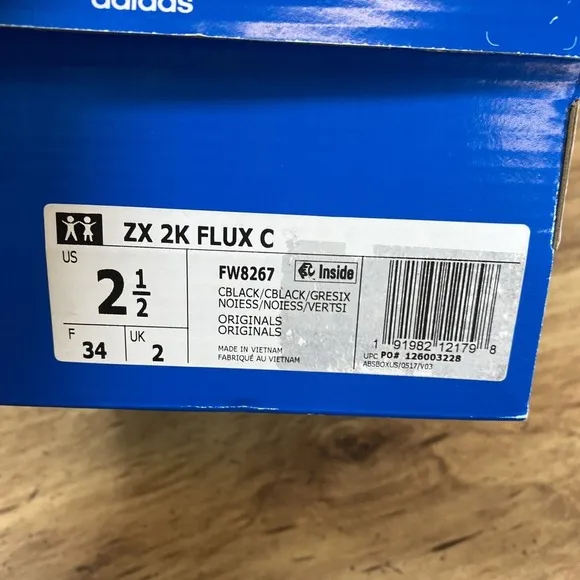 adidas
ZX 2K FLUX C
US
2 1/2
F
34
UK
2
FW8267
Inside
CBLACK/CBLACK/GRESIX
NOIESS/NOIESS/VERTSI
ORIGINALS
ORIGINALS
MADE IN VIETNAM
FABRIQUÉ AU VIETNAM
1 91982 12179 8
UPC PO# 126003228
ABSBOXUS/0517/V03